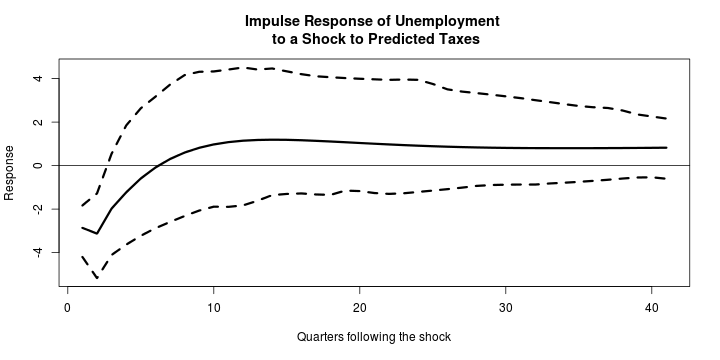 Impulse Response of Unemployment
to a Shock to Predicted Taxes
Response
4
2
0
-2
-4
0 10 20 30 40
Quarters following the shock